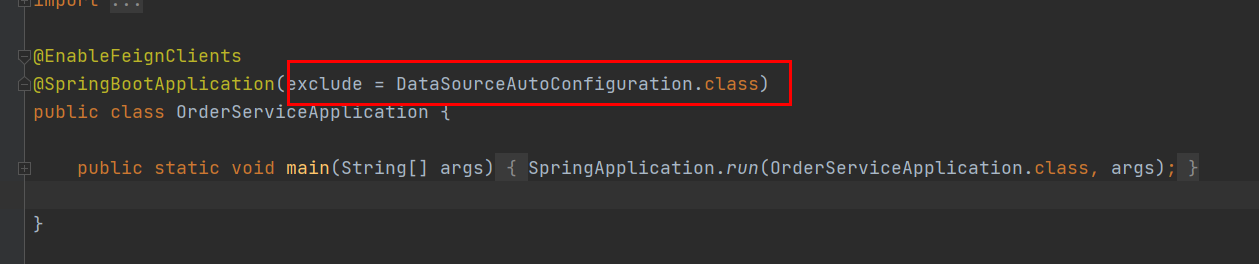 import ...
@EnableFeignClients
@SpringBootApplication(exclude = DataSourceAutoConfiguration.class)
public class OrderServiceApplication {
public static void main(String[] args) { SpringApplication.run(OrderServiceApplication.class, args); }
}